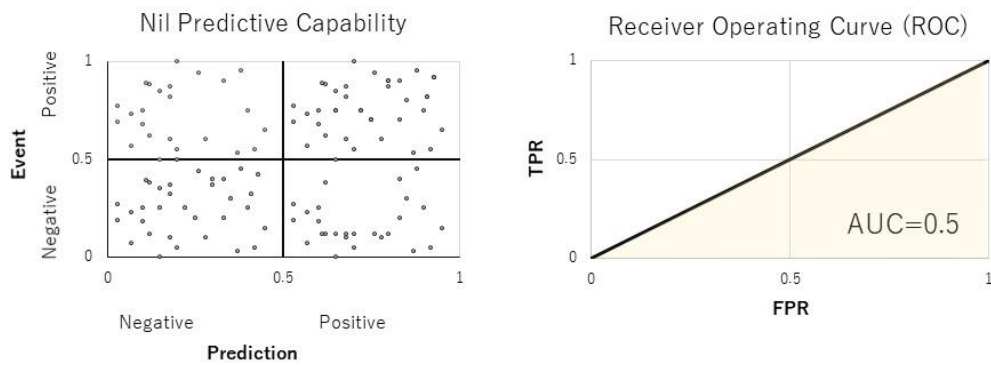 Nil Predictive Capability
Event
Positive
Negative
1
0.5
0
0
0.5
1
Negative
Positive
Prediction
Receiver Operating Curve (ROC)
TPR
1
0.5
0
AUC=0.5
0
0.5
1
FPR